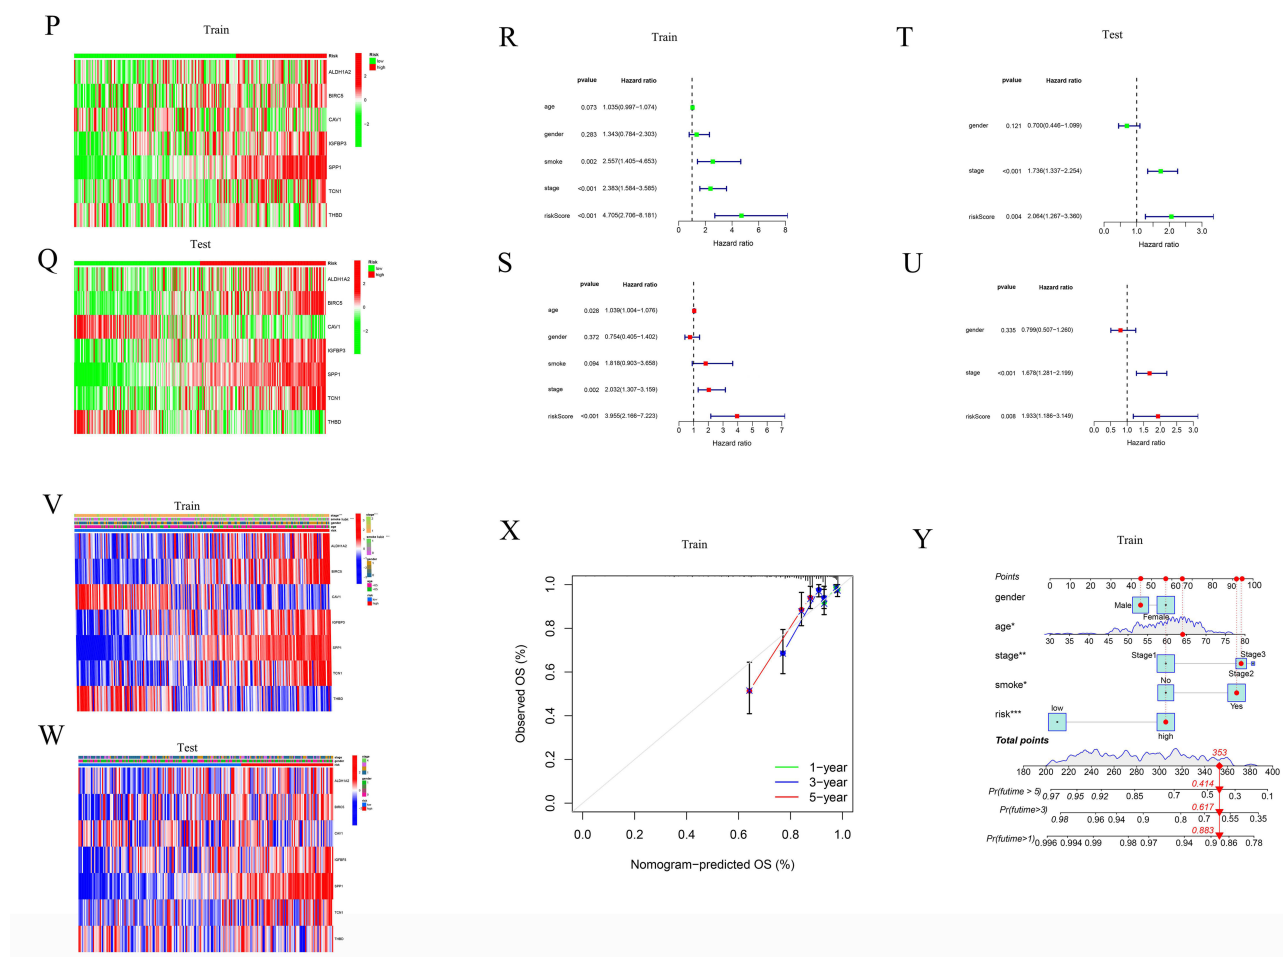 P
Train
Risk
ALDH1A2
BIRC5
CAV1
IGFBP3
SPP1
TCN1
THBD
Risk
low
high
2
0
−2
Q
Test
Risk
ALDH1A2
BIRC5
CAV1
IGFBP3
SPP1
TCN1
THBD
Risk
low
high
2
0
−2
R
Train
pvalue Hazard ratio
age 0.073 1.035(0.997−1.074)
gender 0.283 1.343(0.784−2.303)
smoke 0.002 2.557(1.405−4.653)
stage <0.001 2.383(1.584−3.585)
riskScore <0.001 4.705(2.706−8.181)
0 2 4 6 8
Hazard ratio
S
pvalue Hazard ratio
age 0.028 1.039(1.004−1.076)
gender 0.372 0.754(0.405−1.402)
smoke 0.094 1.818(0.903−3.658)
stage 0.002 2.032(1.307−3.159)
riskScore <0.001 3.955(2.166−7.223)
0 1 2 3 4 5 6 7
Hazard ratio
T
Test
pvalue Hazard ratio
gender 0.121 0.700(0.446−1.099)
stage <0.001 1.736(1.337−2.254)
riskScore 0.004 2.064(1.267−3.360)
0.0 1.0 2.0 3.0
Hazard ratio
U
pvalue Hazard ratio
gender 0.335 0.799(0.507−1.260)
stage <0.001 1.678(1.281−2.199)
riskScore 0.008 1.933(1.186−3.149)
0.0 0.5 1.0 1.5 2.0 2.5 3.0
Hazard ratio
V
Train
gender
age
risk
ALDH1A2
BIRC5
CAV1
IGFBP3
SPP1
TCN1
THBD
W
Test
stage
gender
risk
ALDH1A2
BIRC5
CAV1
IGFBP3
SPP1
TCN1
THBD
X
Train
Observed OS (%)
0.0 0.2 0.4 0.6 0.8 1.0
1−year
3−year
5−year
0.0 0.2 0.4 0.6 0.8 1.0
Nomogram−predicted OS (%)
Y
Train
Points
0 10 20 30 40 50 60 70 80 90 100
gender
Male
Female
age*
30 35 40 45 50 55 60 65 70 75 80
stage**
Stage1
Stage3
Stage2
smoke*
No
Yes
risk***
low
high
Total points
353
180 200 220 240 260 280 300 320 340 360 380 400
0.414
Pr(futime > 5)
0.97 0.95 0.92 0.85 0.7 0.5 0.3 0.1
0.617
Pr(futime>3)
0.98 0.96 0.94 0.9 0.8 0.7 0.55 0.35
0.883
Pr(futime>1)
0.996 0.994 0.99 0.98 0.97 0.94 0.9 0.86 0.78